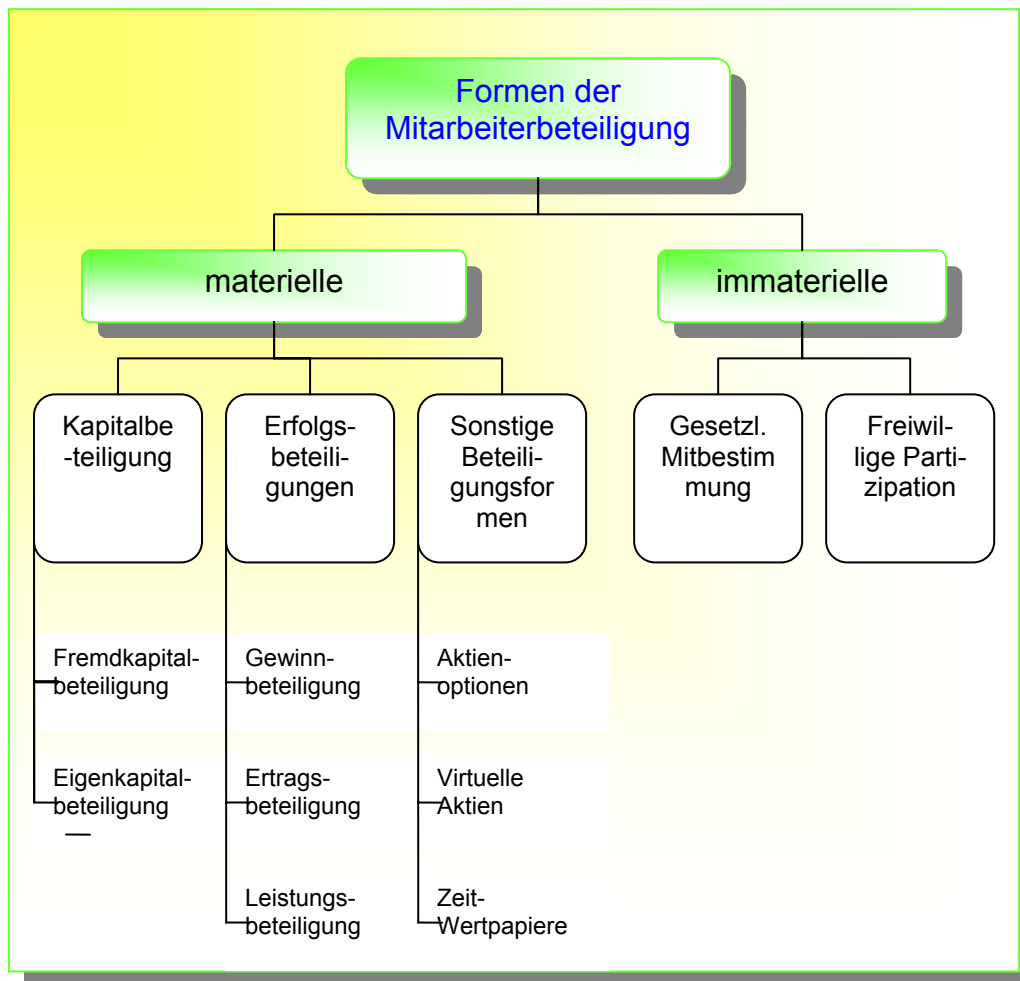 Formen der
Mitarbeiterbeteiligung
materielle
immaterielle
Kapitalbe
-teiligung
Erfolgs-
beteili-
gungen
Sonstige
Beteili-
gungsfor
men
Gesetzl.
Mitbestim
mung
Freiwil-
lige Parti-
zipation
Fremdkapital-
beteiligung
Eigenkapital-
beteiligung
Gewinn-
beteiligung
Ertrags-
beteiligung
Leistungs-
beteiligung
Aktien-
optionen
Virtuelle
Aktien
Zeit-
Wertpapiere